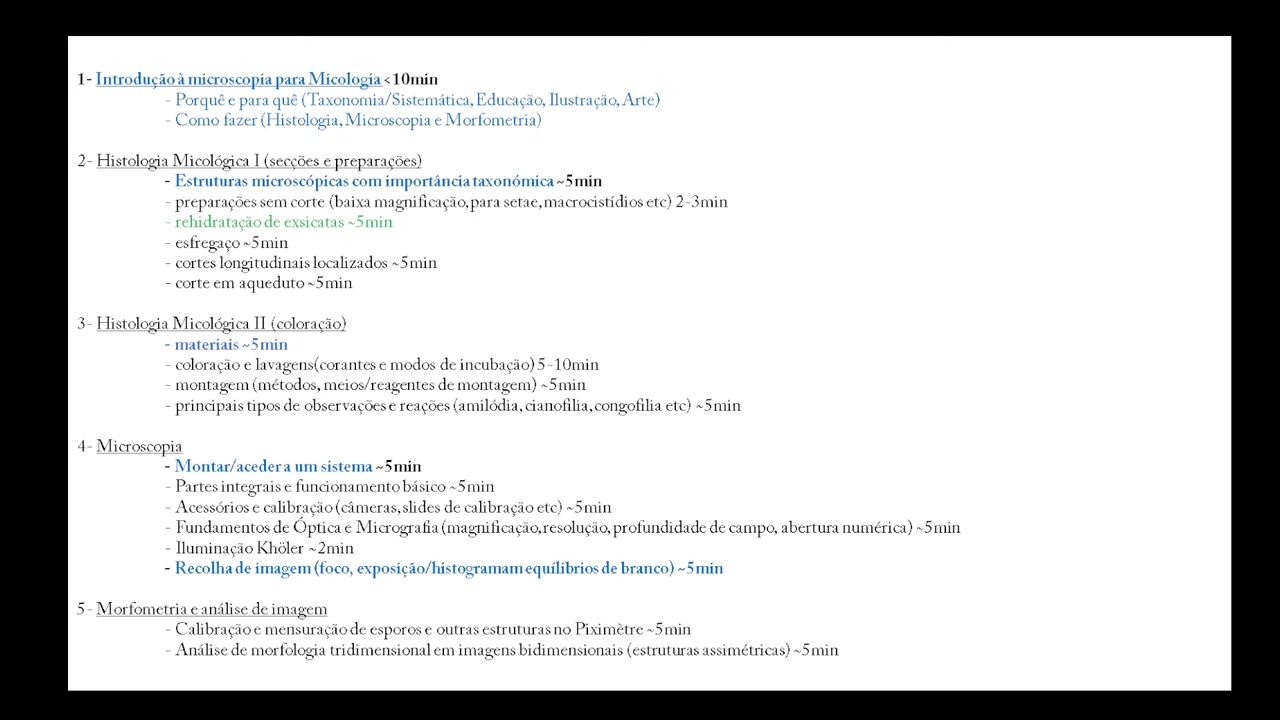 1- Introdução à microscopia para Micologia <10min
- Porquê e para quê (Taxonomia/Sistemática, Educação, Ilustração, Arte)
- Como fazer (Histologia, Microscopia e Morfometria)
2- Histologia Micológica I (secções e preparações)
- Estruturas microscópicas com importância taxonómica ~5min
- preparações sem corte (baixa magnificação, para setae, macrocistídios etc) 2-3min
- rehidratação de exsicatas ~5min
- esfregaço ~5min
- cortes longitudinais localizados ~5min
- corte em aqueduto ~5min
3- Histologia Micológica II (coloração)
- materiais ~5min
- coloração e lavagens(corantes e modos de incubação) 5-10min
- montagem (métodos, meios/reagentes de montagem) ~5min
- principais tipos de observações e reações (amilódia, cianofilia, congofilia etc) ~5min
4- Microscopia
- Montar/aceder a um sistema ~5min
- Partes integrais e funcionamento básico ~5min
- Acessórios e calibração (câmeras, slides de calibração etc) ~5min
- Fundamentos de Óptica e Micrografia (magnificação, resolução, profundidade de campo, abertura numérica) ~5min
- Iluminação Khöler ~2min
- Recolha de imagem (foco, exposição/histogramam equílibrios de branco) ~5min
5- Morfometria e análise de imagem
- Calibração e mensuração de esporos e outras estruturas no Piximètre ~5min
- Análise de morfologia tridimensional em imagens bidimensionais (estruturas assimétricas) ~5min